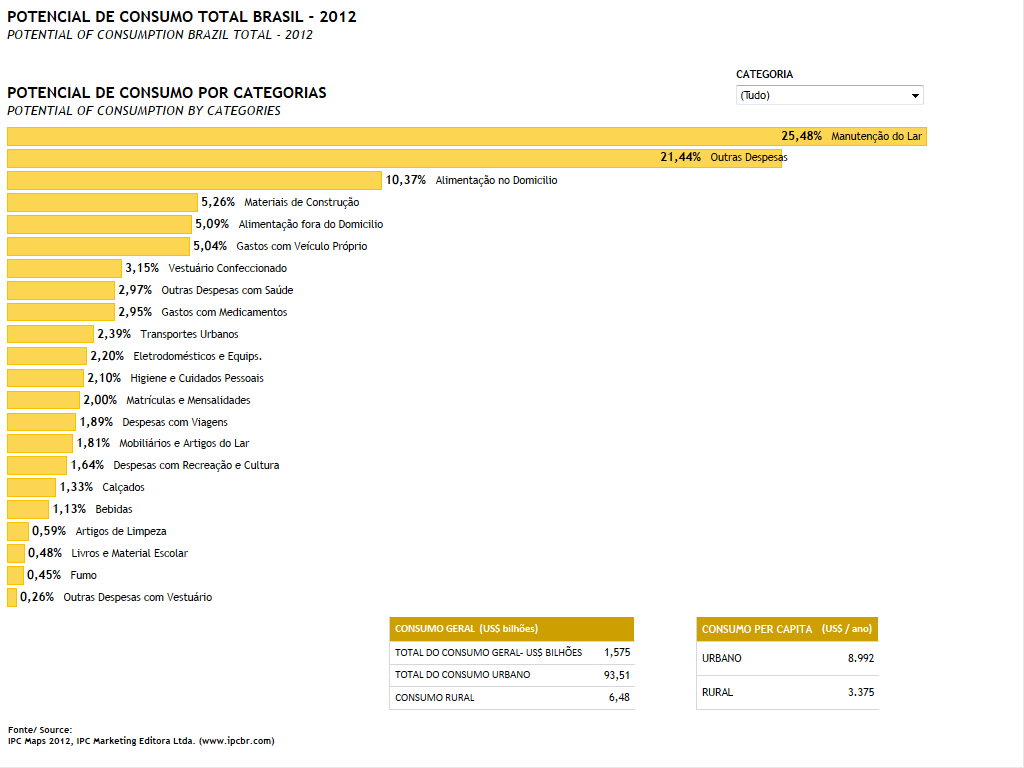 POTENCIAL DE CONSUMO TOTAL BRASIL - 2012
POTENTIAL OF CONSUMPTION BRAZIL TOTAL - 2012
CATEGORIA
(Tudo)
POTENCIAL DE CONSUMO POR CATEGORIAS
POTENTIAL OF CONSUMPTION BY CATEGORIES
25,48% Manutenção do Lar
21,44% Outras Despesas
10,37% Alimentação no Domicilio
5,26% Materiais de Construção
5,09% Alimentação fora do Domicilio
5,04% Gastos com Veículo Próprio
3,15% Vestuário Confeccionado
2,97% Outras Despesas com Saúde
2,95% Gastos com Medicamentos
2,39% Transportes Urbanos
2,20% Eletrodomésticos e Equips.
2,10% Higiene e Cuidados Pessoais
2,00% Matrículas e Mensalidades
1,89% Despesas com Viagens
1,81% Mobiliários e Artigos do Lar
1,64% Despesas com Recreação e Cultura
1,33% Calçados
1,13% Bebidas
0,59% Artigos de Limpeza
0,48% Livros e Material Escolar
0,45% Fumo
0,26% Outras Despesas com Vestuário
CONSUMO GERAL (US$ bilhões)
TOTAL DO CONSUMO GERAL- US$ BILHÕES 1,575
TOTAL DO CONSUMO URBANO 93,51
CONSUMO RURAL 6,48
CONSUMO PER CAPITA (US$ / ano)
URBANO 8.992
RURAL 3.375
Fonte/ Source:
IPC Maps 2012, IPC Marketing Editora Ltda. (www.ipcbr.com)